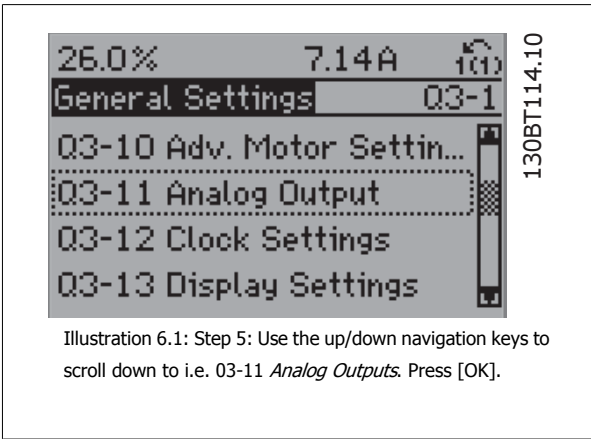 26.0% 7.14A 1(1)
General Settings Q3-1
Q3-10 Adv. Motor Settin...
Q3-11 Analog Output
Q3-12 Clock Settings
Q3-13 Display Settings
130BT114.10
Illustration 6.1: Step 5: Use the up/down navigation keys to
scroll down to i.e. 03-11 Analog Outputs. Press [OK].